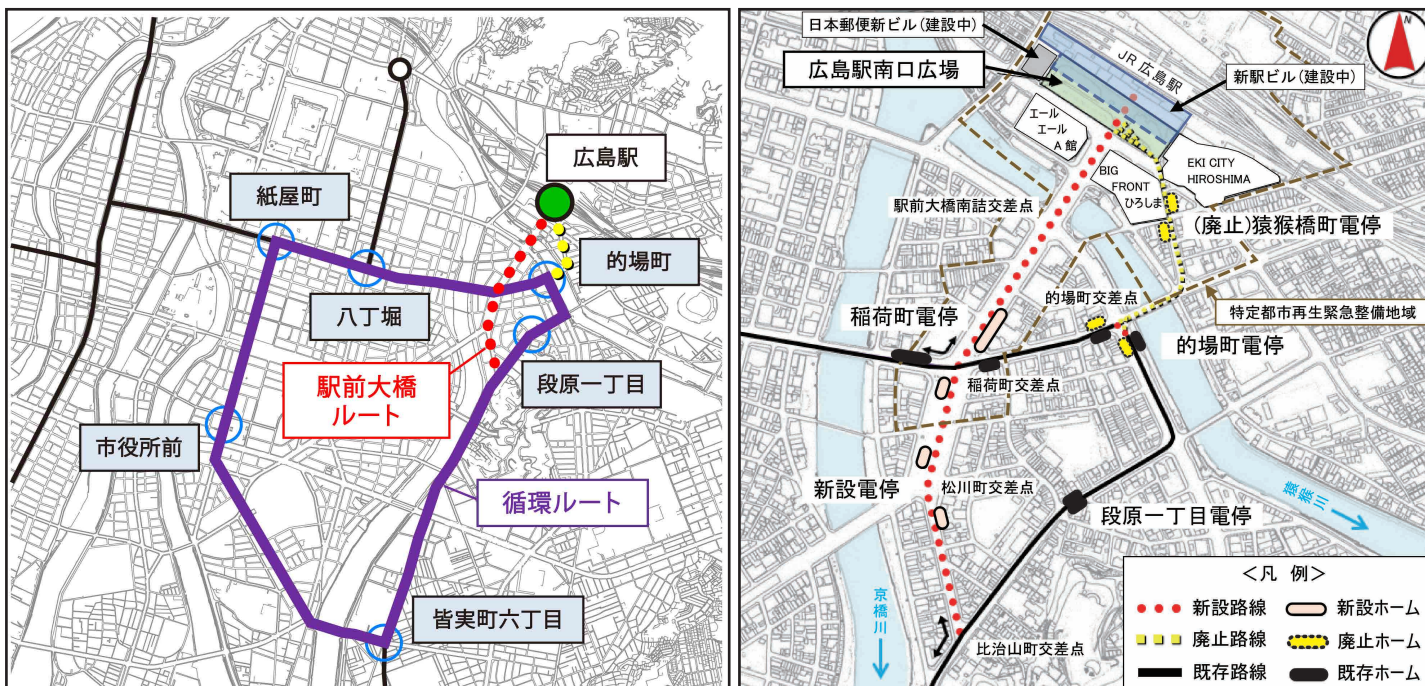 広島駅
紙屋町
的場町
八丁堀
駅前大橋
ルート
段原一丁目
市役所前
循環ルート
皆実町六丁目
日本郵便新ビル(建設中)
N
広島駅南口広場
JR広島駅
新駅ビル(建設中)
エール
エール
A館
EKI CITY
HIROSHIMA
BIG
FRONT
ひろしま
駅前大橋南詰交差点
(廃止)猿猴橋町電停
稲荷町電停
的場町交差点
特定都市再生緊急整備地域
的場町電停
稲荷町交差点
新設電停
松川町交差点
段原一丁目電停
猿猴川
京橋川
比治山町交差点
<凡 例>
新設路線
新設ホーム
廃止路線
廃止ホーム
既存路線
既存ホーム